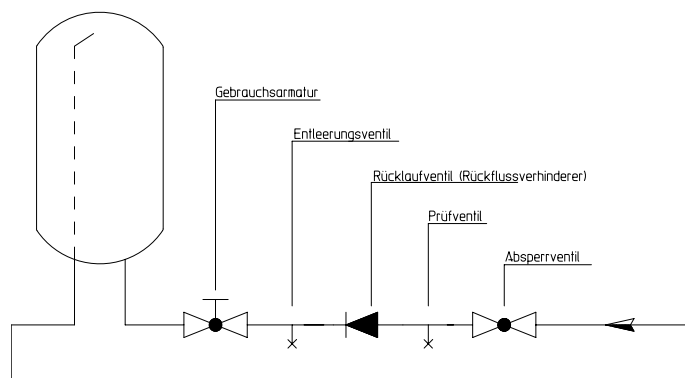 Gebrauchsarmatur
Entleerungsventil
Rücklaufventil (Rückflussverhinderer)
Prüfventil
Absperrventil